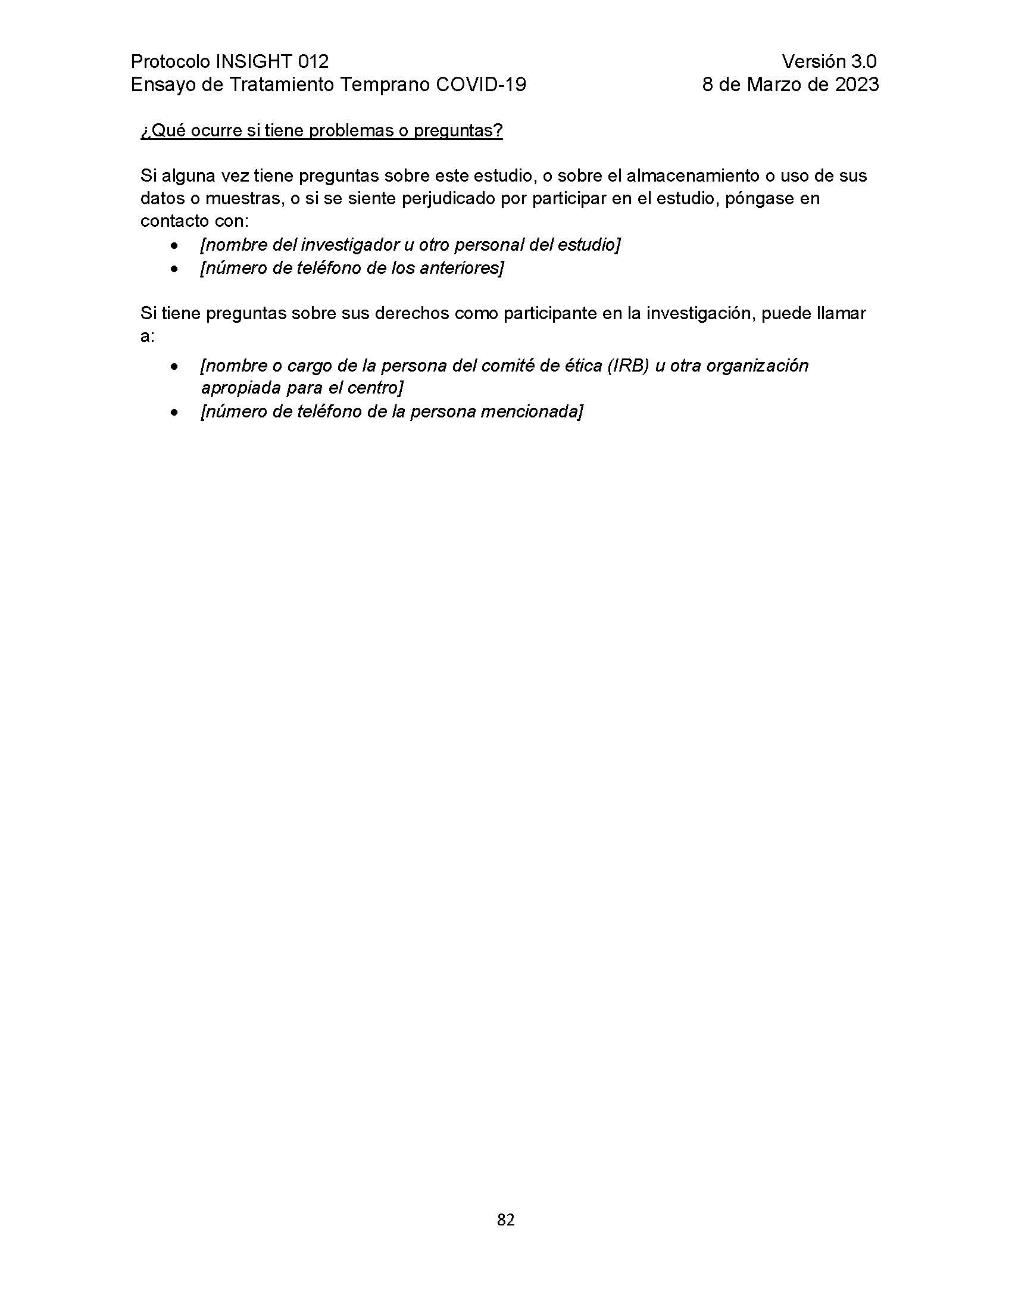 Protocolo INSIGHT 012 Versión 3.0
Ensayo de Tratamiento Temprano COVID-19 8 de Marzo de 2023
¿Qué ocurre si tiene problemas o preguntas?
Si alguna vez tiene preguntas sobre este estudio, o sobre el almacenamiento o uso de sus
datos o muestras, o si se siente perjudicado por participar en el estudio, póngase en
contacto con:
• [nombre del investigador u otro personal del estudio]
• [número de teléfono de los anteriores]
Si tiene preguntas sobre sus derechos como participante en la investigación, puede llamar
a:
• [nombre o cargo de la persona del comité de ética (IRB) u otra organización
apropiada para el centro]
• [número de teléfono de la persona mencionada]
82